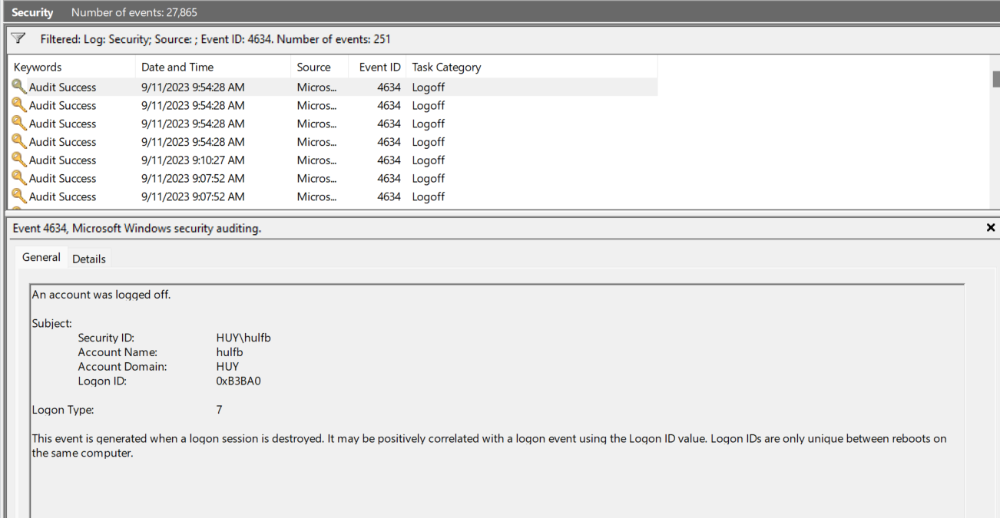 Security Number of events: 27,865
Filtered: Log: Security; Source: ; Event ID: 4634. Number of events: 251
Keywords Date and Time Source Event ID Task Category
Audit Success 9/11/2023 9:54:28 AM Micros... 4634 Logoff
Audit Success 9/11/2023 9:54:28 AM Micros... 4634 Logoff
Audit Success 9/11/2023 9:54:28 AM Micros... 4634 Logoff
Audit Success 9/11/2023 9:54:28 AM Micros... 4634 Logoff
Audit Success 9/11/2023 9:10:27 AM Micros... 4634 Logoff
Audit Success 9/11/2023 9:07:52 AM Micros... 4634 Logoff
Audit Success 9/11/2023 9:07:52 AM Micros... 4634 Logoff
Event 4634, Microsoft Windows security auditing.
General Details
An account was logged off.
Subject:
Security ID: HUY\hulfb
Account Name: hulfb
Account Domain: HUY
Logon ID: 0xB3BA0
Logon Type: 7
This event is generated when a logon session is destroyed. It may be positively correlated with a logon event using the Logon ID value. Logon IDs are only unique between reboots on
the same computer.